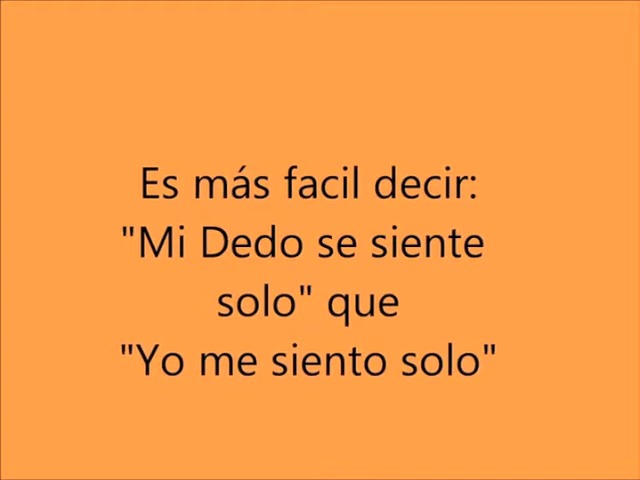 Es más facil decir:
"Mi Dedo se siente
solo" que
"Yo me siento solo"